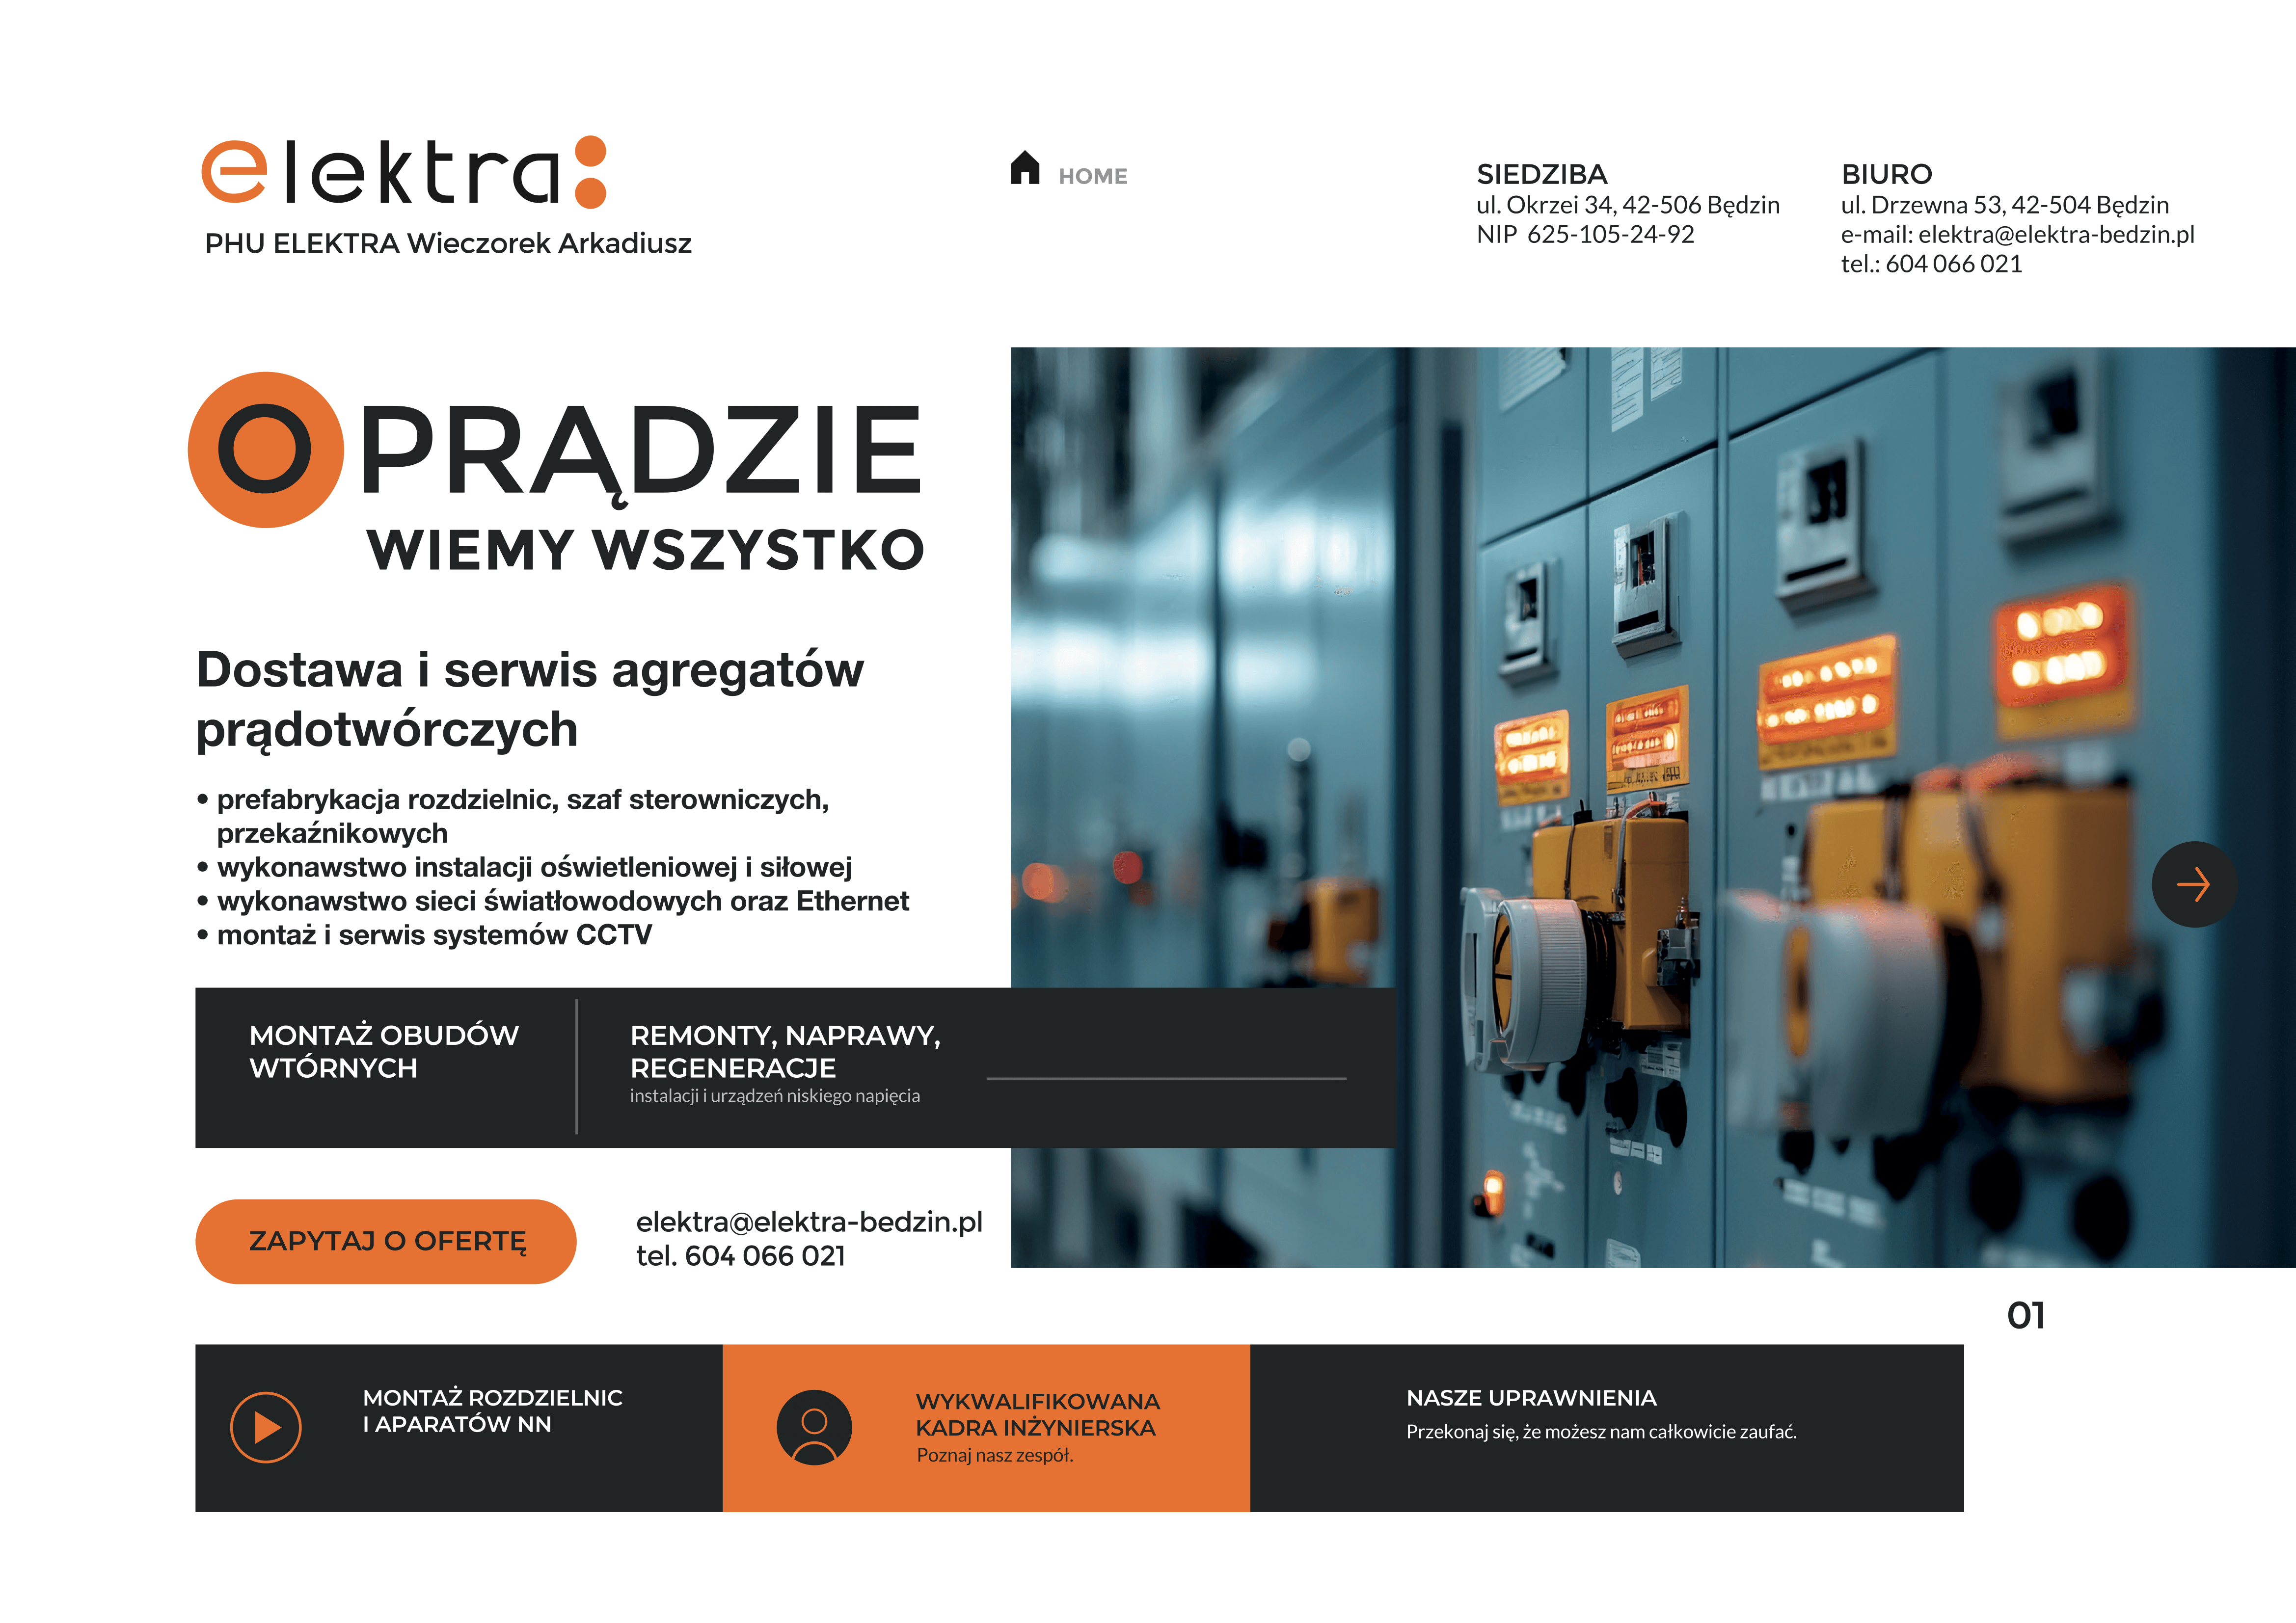 elektra:
PHU ELEKTRA Wieczorek Arkadiusz
HOME
SIEDZIBA
ul. Okrzei 34, 42-506 Będzin
NIP 625-105-24-92
BIURO
ul. Drzewna 53, 42-504 Będzin
e-mail: elektra@elektra-bedzin.pl
tel.: 604 066 021
O PRĄDZIE
WIEMY WSZYSTKO
Dostawa i serwis agregatów
prądotwórczych
• prefabrykacja rozdzielnic, szaf sterowniczych,
przekaźnikowych
• wykonawstwo instalacji oświetleniowej i siłowej
• wykonawstwo sieci światłowodowych oraz Ethernet
• montaż i serwis systemów CCTV
MONTAŻ OBUDÓW
WTÓRNYCH
REMONTY, NAPRAWY,
REGENERACJE
instalacji i urządzeń niskiego napięcia
ZAPYTAJ O OFERTĘ
elektra@elektra-bedzin.pl
tel. 604 066 021
01
MONTAŻ ROZDZIELNIC
I APARATÓW NN
WYKWALIFIKOWANA
KADRA INŻYNIERSKA
Poznaj nasz zespół.
NASZE UPRAWNIENIA
Przekonaj się, że możesz nam całkowicie zaufać.